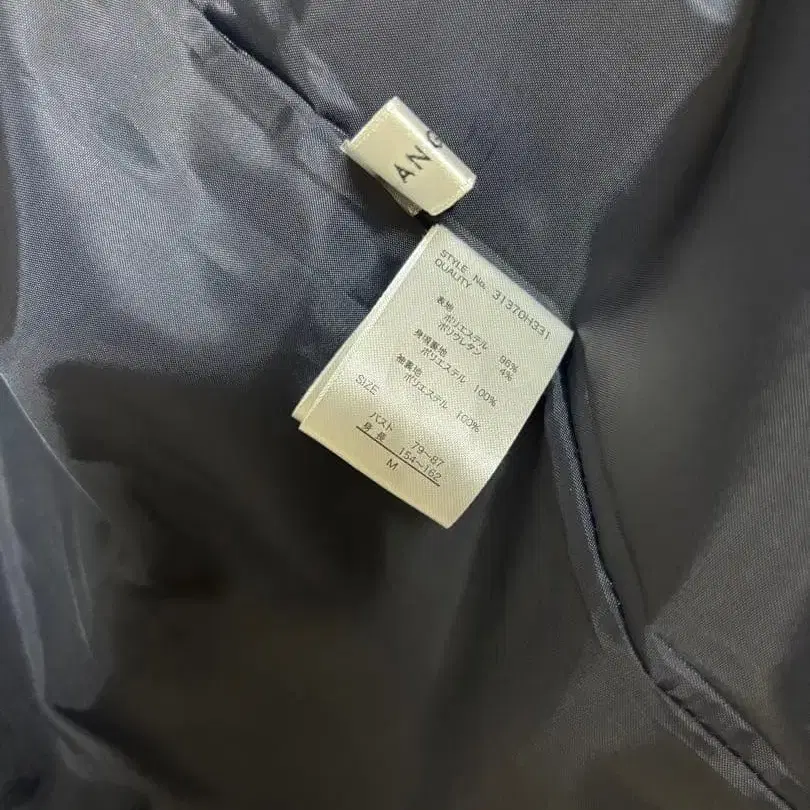 ANG
STYLE No. 31370H331
QUALITY
表地
ポリエステル 96%
ポリウレタン 4%
身頃裏地
ポリエステル 100%
袖裏地
ポリエステル 100%
SIZE
バスト 79~87
身長 154~162
M